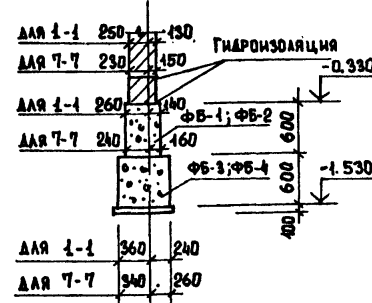 ДЛЯ 1-1 250 130
ГИДРОИЗОЛЯЦИЯ
ДЛЯ 7-7 230 150
-0,330
ДЛЯ 1-1 260 140
ФБ-1; ФБ-2
600
ДЛЯ 7-7 240 160
ФБ-3; ФБ-4
600
-1.530
100
ДЛЯ 1-1 360 240
ДЛЯ 7-7 340 260